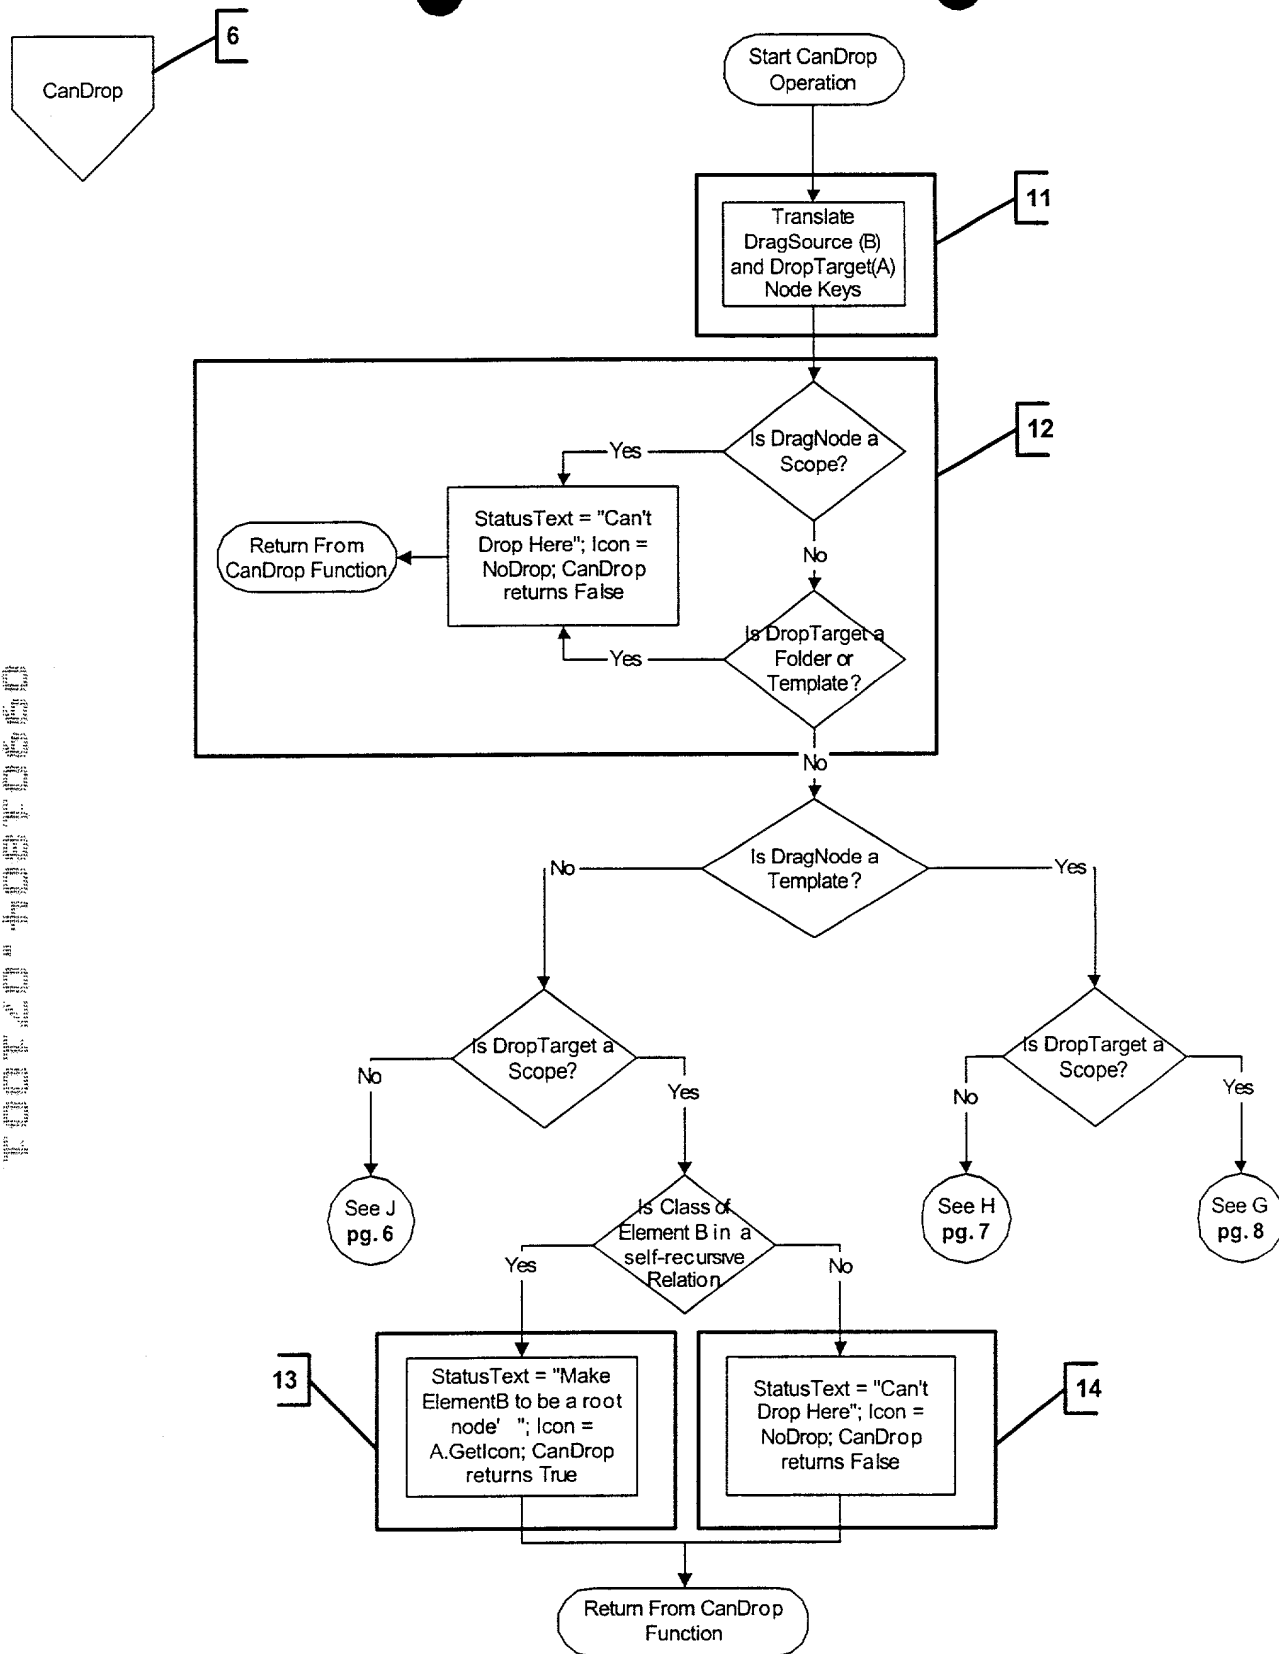 6
CanDrop
Start CanDrop
Operation
11
Translate
DragSource (B)
and DropTarget(A)
Node Keys
12
Is DragNode a
Scope?
Yes
StatusText = "Can't
Drop Here"; Icon =
NoDrop; CanDrop
returns False
Return From
CanDrop Function
No
Is DropTarget a
Folder or
Template?
Yes
No
Is DragNode a
Template?
No
Yes
Is DropTarget a
Scope?
Is DropTarget a
Scope?
No
Yes
No
Yes
See J
pg. 6
Is Class of
Element B in a
self-recursive
Relation
See H
pg. 7
See G
pg. 8
Yes
No
13
StatusText = "Make
ElementB to be a root
node' "; Icon =
A.GetIcon; CanDrop
returns True
StatusText = "Can't
Drop Here"; Icon =
NoDrop; CanDrop
returns False
14
Return From CanDrop
Function